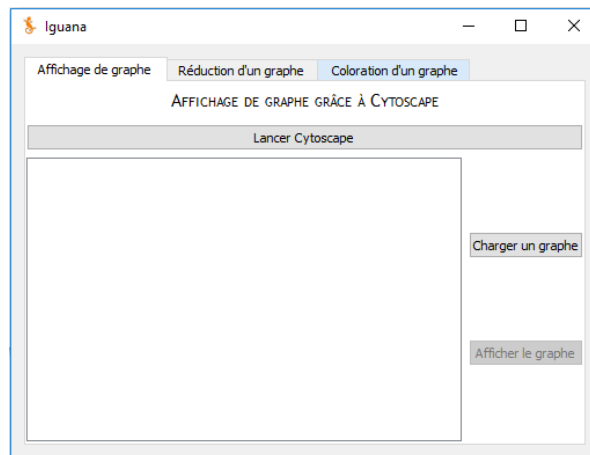 Iguana
Affichage de graphe
Réduction d'un graphe
Coloration d'un graphe
AFFICHAGE DE GRAPHE GRÂCE À CYTOSCAPE
Lancer Cytoscape
Charger un graphe
Afficher le graphe